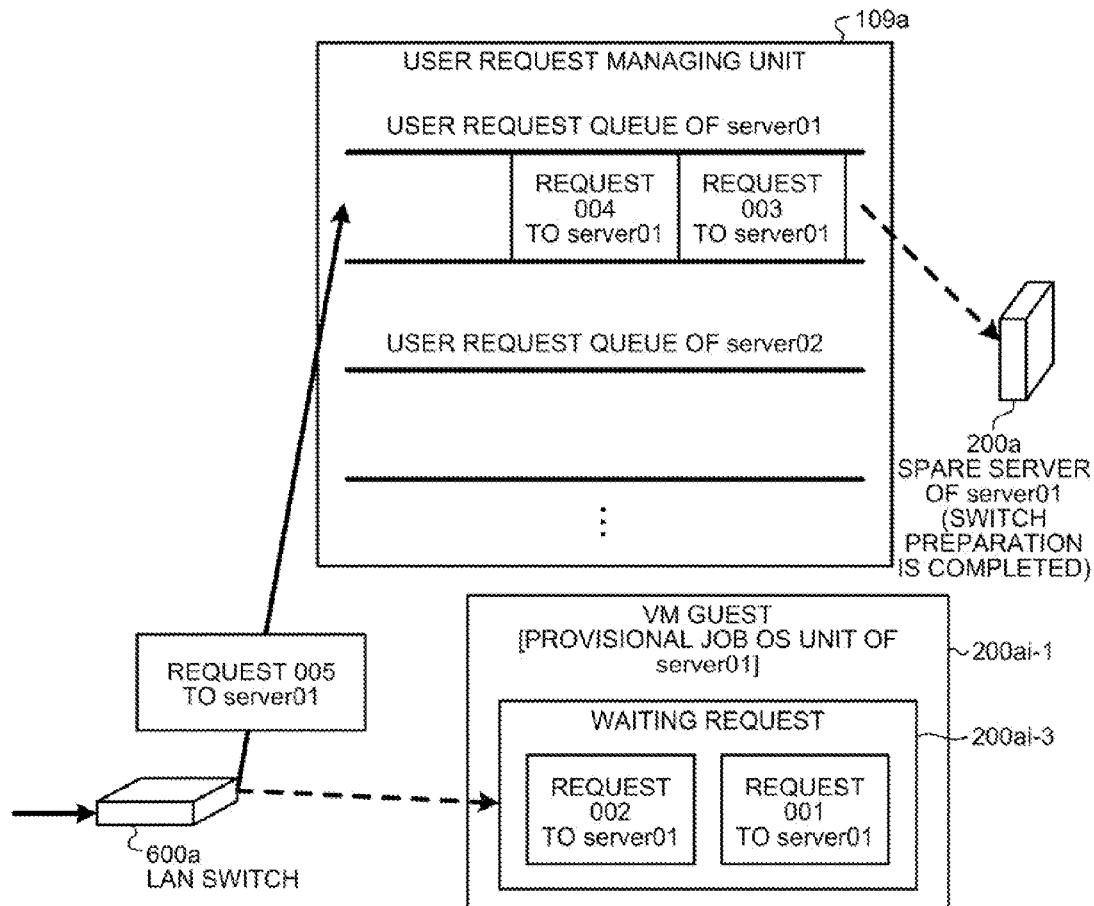 109a
USER REQUEST MANAGING UNIT
USER REQUEST QUEUE OF server01
REQUEST
004
TO server01
REQUEST
003
TO server01
USER REQUEST QUEUE OF server02
200a
SPARE SERVER
OF server01
(SWITCH
PREPARATION
IS COMPLETED)
REQUEST 005
TO server01
VM GUEST
[PROVISIONAL JOB OS UNIT OF
server01]
200ai-1
WAITING REQUEST
200ai-3
REQUEST
002
TO server01
REQUEST
001
TO server01
600a
LAN SWITCH